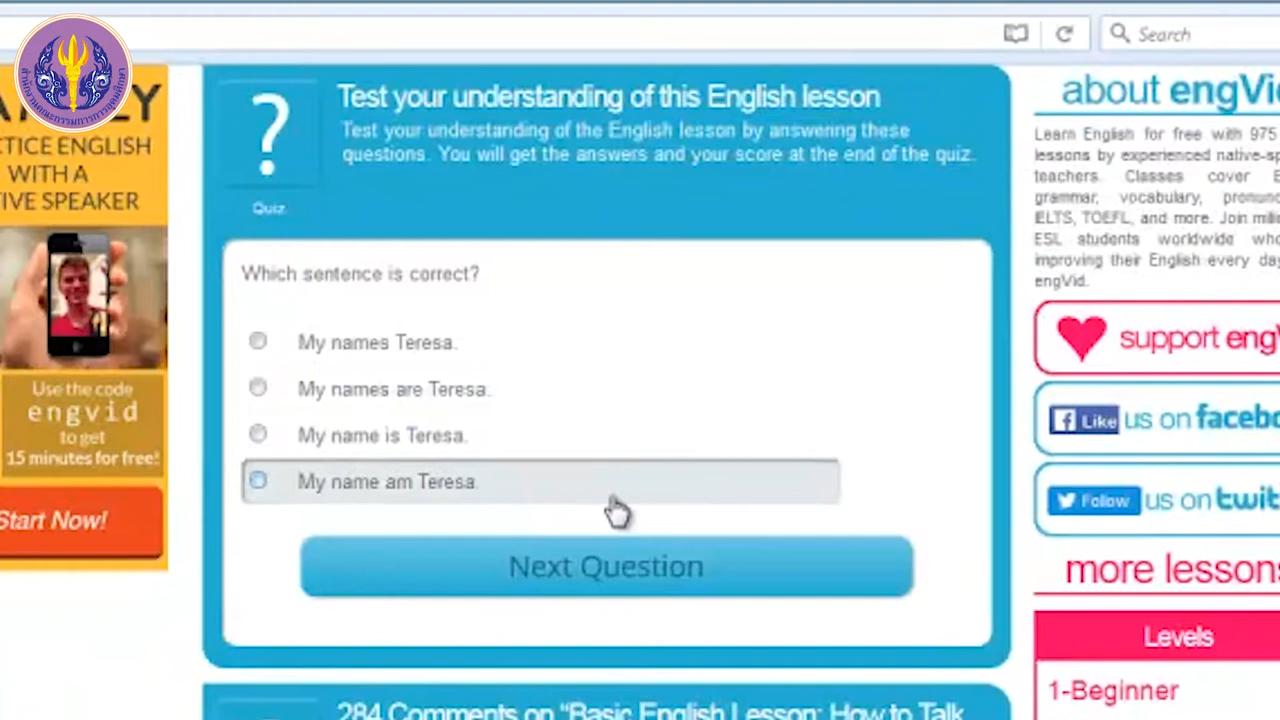 Search
CTICE ENGLISH
WITH A
IVE SPEAKER
Use the code
engvid
to get
15 minutes for free!
Start Now!
?
Quiz
Test your understanding of this English lesson
Test your understanding of the English lesson by answering these
questions. You will get the answers and your score at the end of the quiz.
Which sentence is correct?
My names Teresa.
My names are Teresa.
My name is Teresa.
My name am Teresa.
Next Question
284 Comments on “Basic English Lesson: How to Talk
about engVid
Learn English for free with 975
lessons by experienced native-sp
teachers. Classes cover E
grammar, vocabulary, pronunc
IELTS, TOEFL, and more. Join milli
ESL students worldwide who
improving their English every day
engVid.
support engV
f Like us on facebo
Follow us on twit
more lessons
Levels
1-Beginner